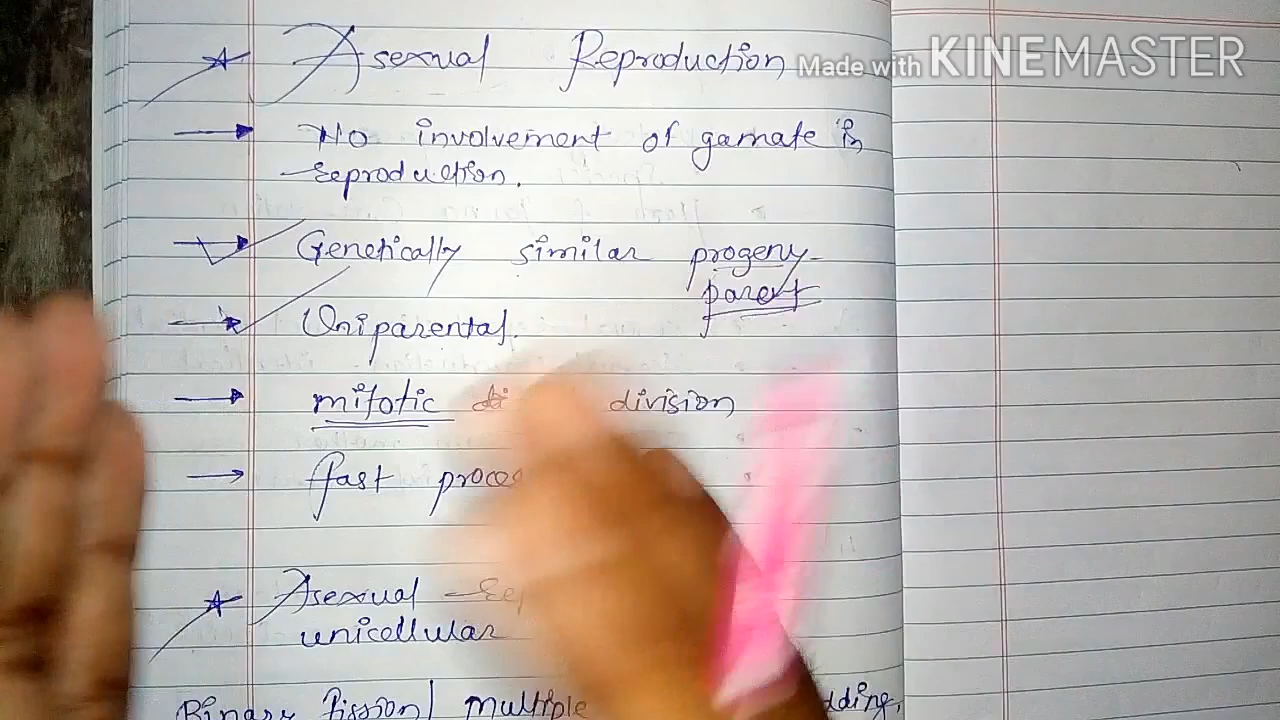 Asexual Reproduction
Made with KINEMASTER
No involvement of gamate in
reproduction.
Genetically similar progeny-
parent
Uniparental.
mitotic di division
fast
Asexual
unicellular
Binary fission/ multiple